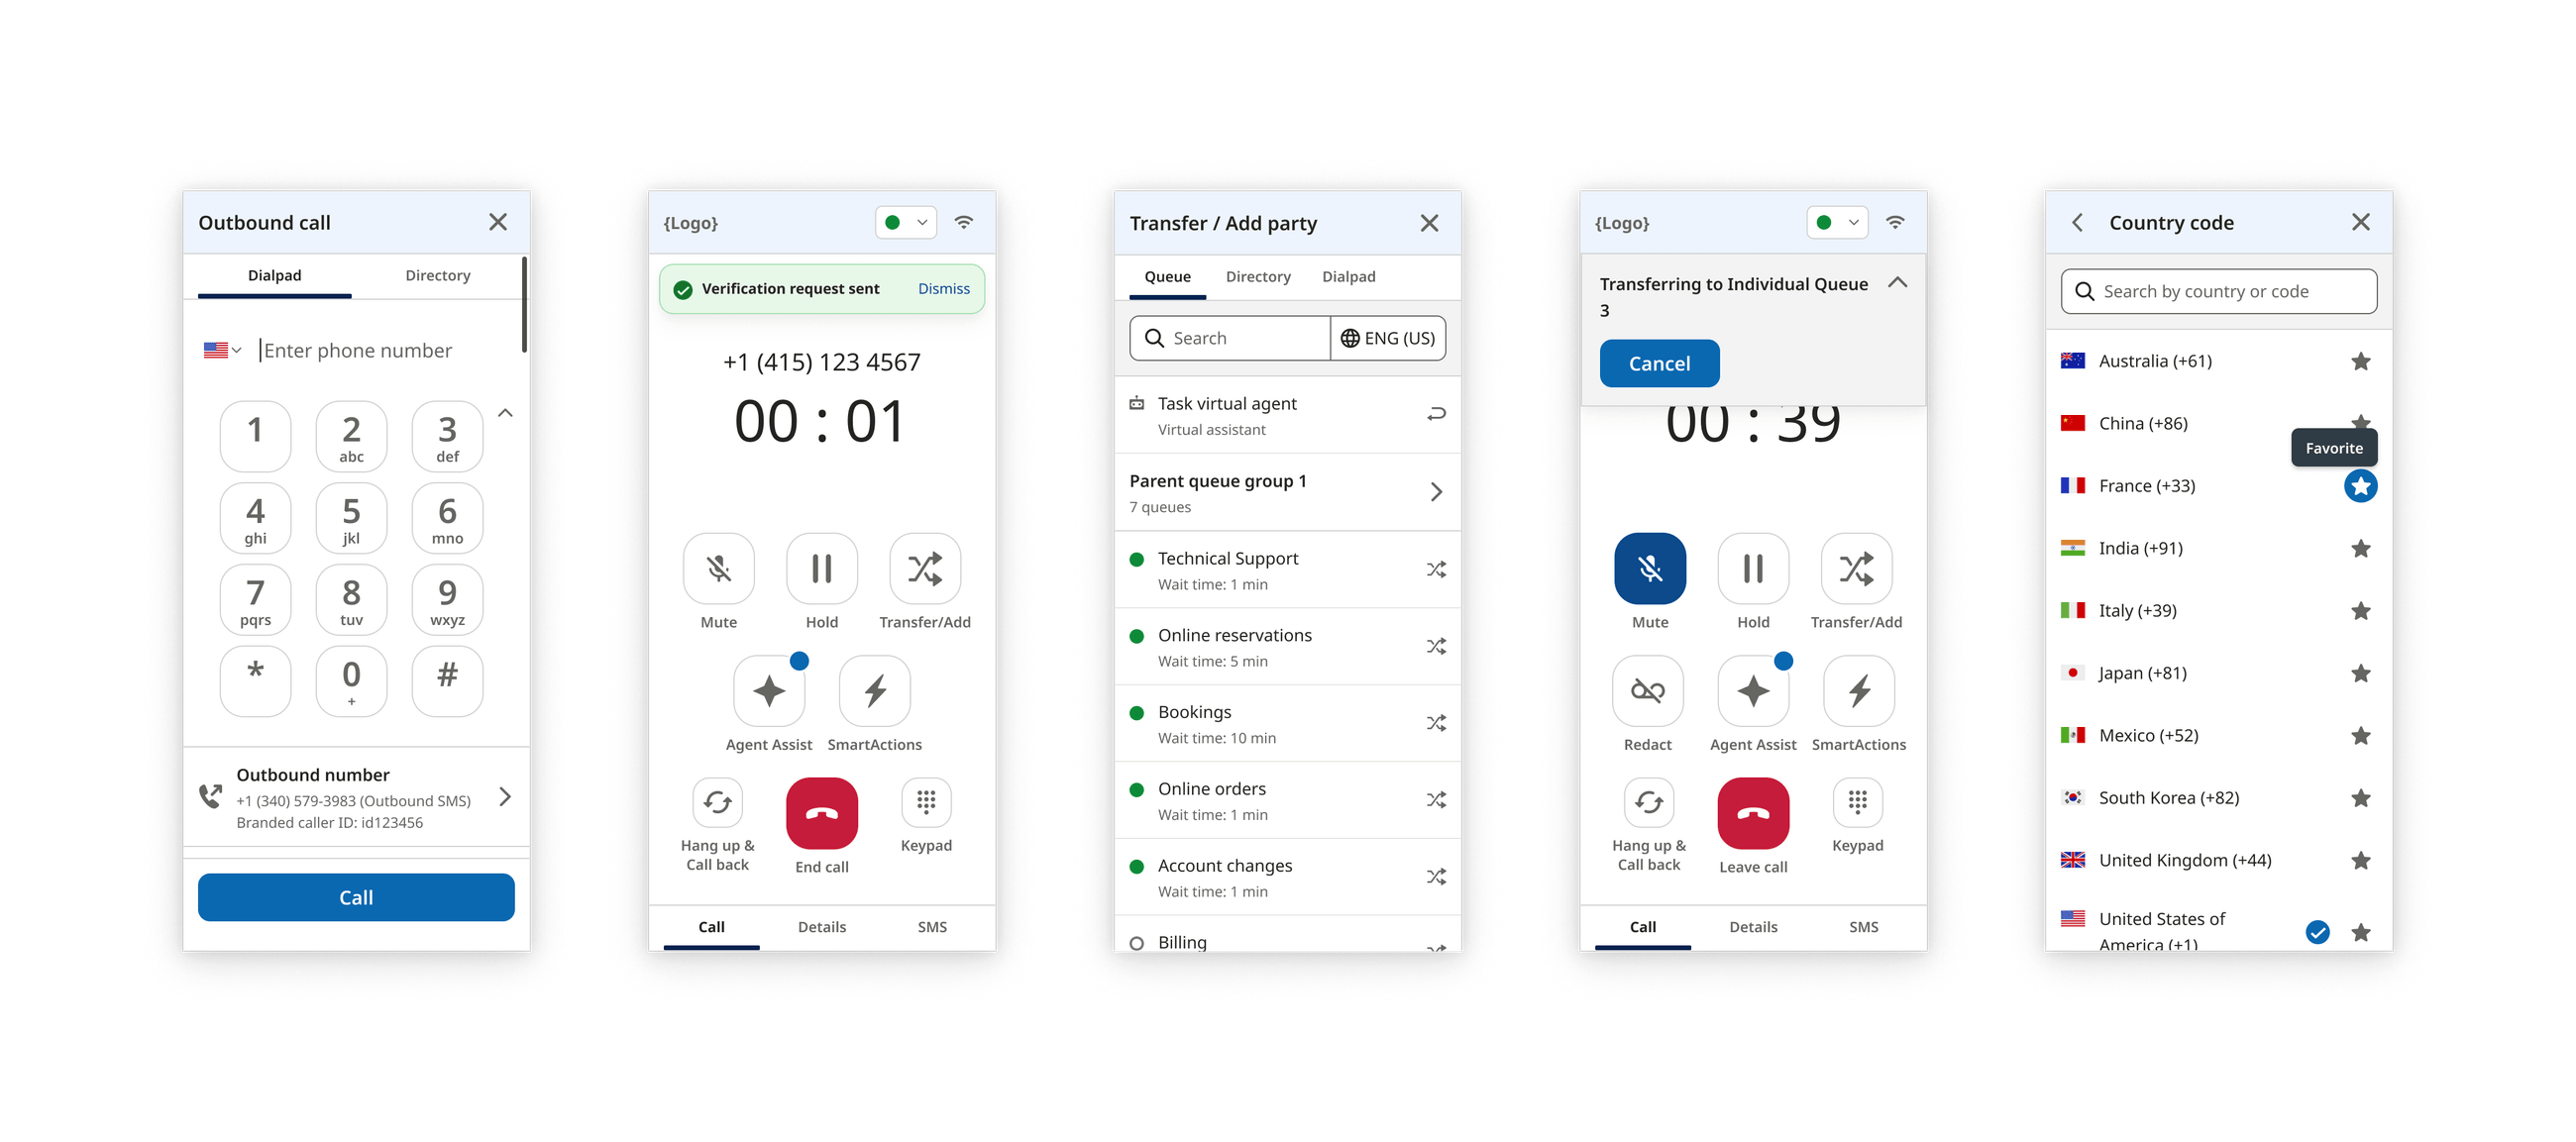 Outbound call
Dialpad
Directory
Enter phone number
1
2
abc
3
def
4
ghi
5
jkl
6
mno
7
pqrs
8
tuv
9
wxyz
*
0
+
#
Outbound number
+1 (340) 579-3983 (Outbound SMS)
Branded caller ID: id123456
Call
{Logo}
Verification request sent
Dismiss
+1 (415) 123 4567
00 : 01
Mute
Hold
Transfer/Add
Agent Assist
SmartActions
Hang up &
Call back
End call
Keypad
Call
Details
SMS
Transfer / Add party
Queue
Directory
Dialpad
Search
ENG (US)
Task virtual agent
Virtual assistant
Parent queue group 1
7 queues
Technical Support
Wait time: 1 min
Online reservations
Wait time: 5 min
Bookings
Wait time: 10 min
Online orders
Wait time: 1 min
Account changes
Wait time: 1 min
Billing
{Logo}
Transferring to Individual Queue
3
Cancel
00 : 39
Mute
Hold
Transfer/Add
Redact
Agent Assist
SmartActions
Hang up &
Call back
Leave call
Keypad
Call
Details
SMS
Country code
Search by country or code
Australia (+61)
China (+86)
Favorite
France (+33)
India (+91)
Italy (+39)
Japan (+81)
Mexico (+52)
South Korea (+82)
United Kingdom (+44)
United States of
America (+1)